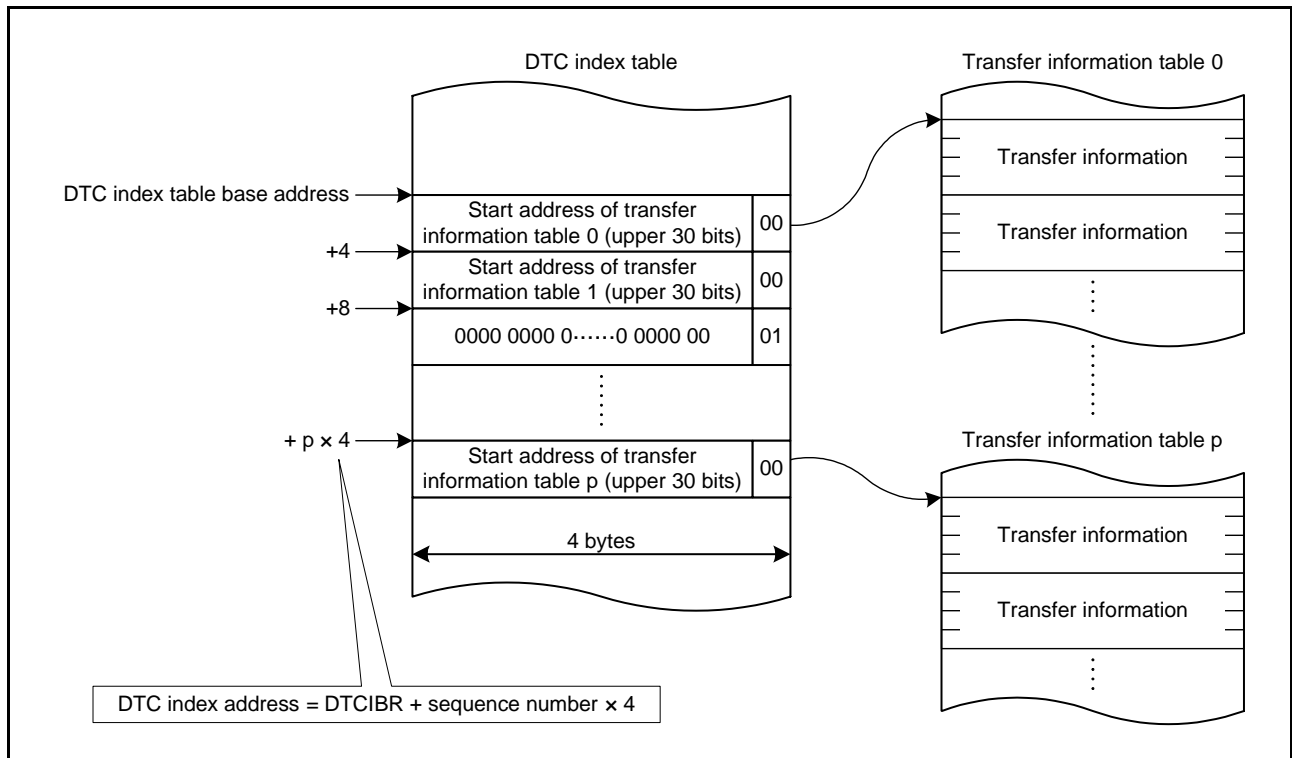 DTC index table
Transfer information table 0
DTC index table base address
Start address of transfer
information table 0 (upper 30 bits)
00
+4
Start address of transfer
information table 1 (upper 30 bits)
00
+8
0000 0000 0······0 0000 00
01
+ p × 4
Start address of transfer
information table p (upper 30 bits)
00
4 bytes
DTC index address = DTCIBR + sequence number × 4
Transfer information
Transfer information
Transfer information table p
Transfer information
Transfer information